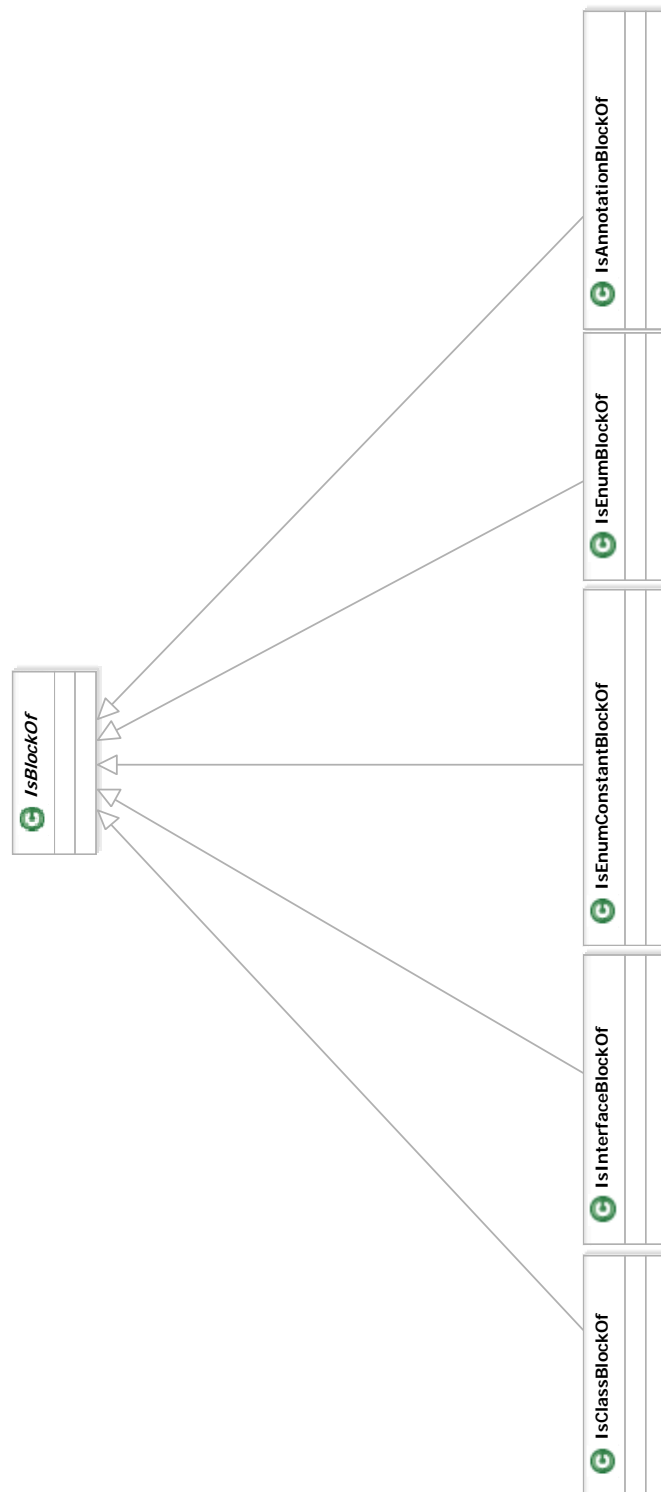 IsBlockOf
IsClassBlockOf
IsInterfaceBlockOf
IsEnumConstantBlockOf
IsEnumBlockOf
IsAnnotationBlockOf